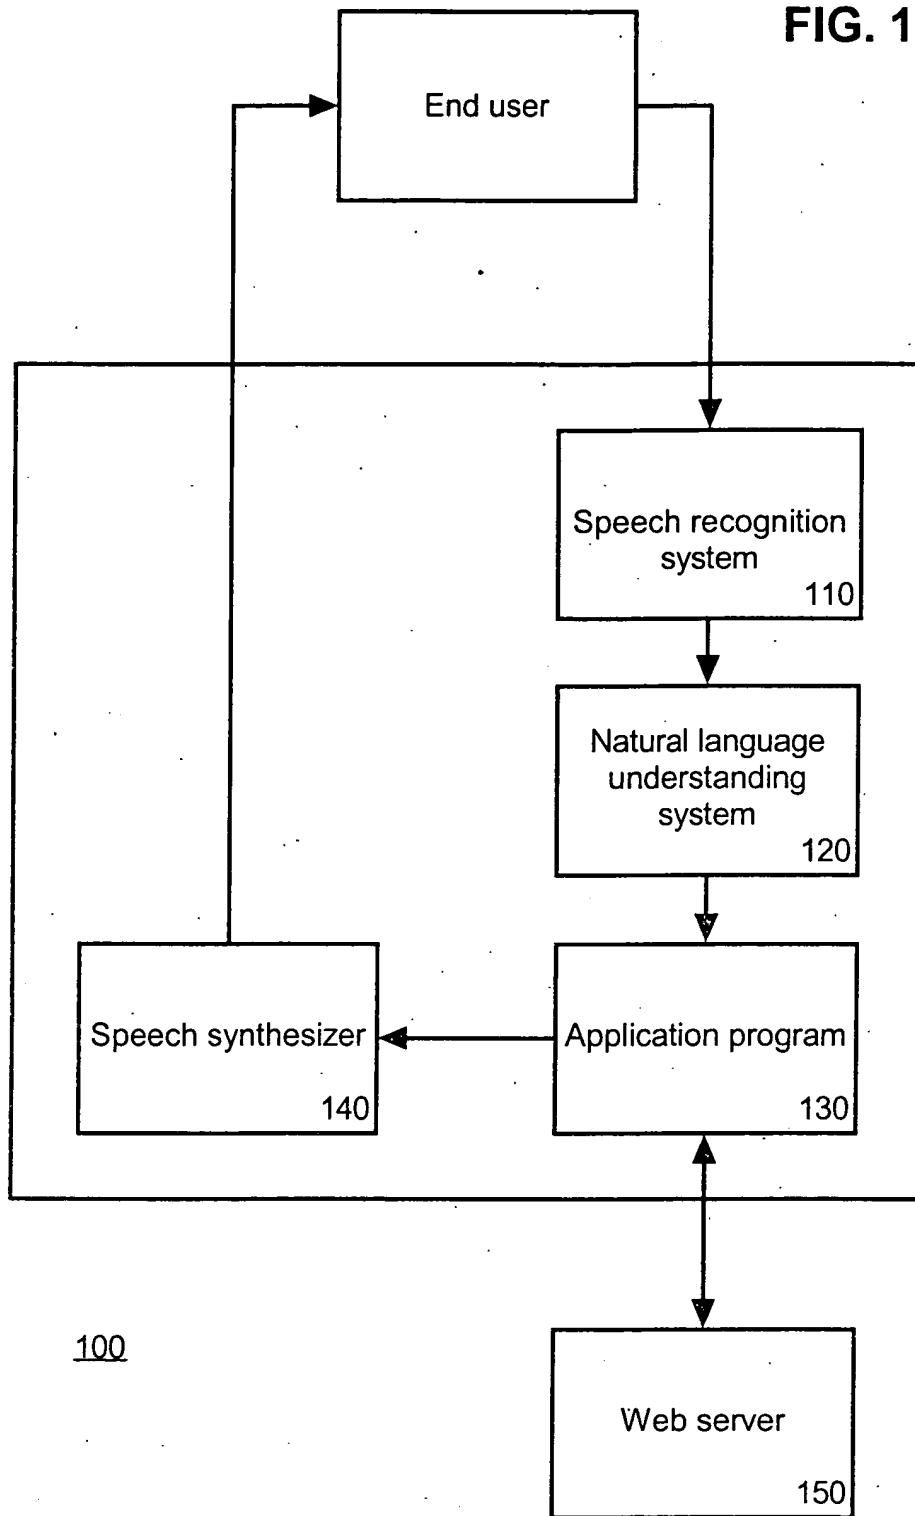 FIG. 1
End user
Speech recognition
system
110
Natural language
understanding
system
120
Speech synthesizer
140
Application program
130
100
Web server
150